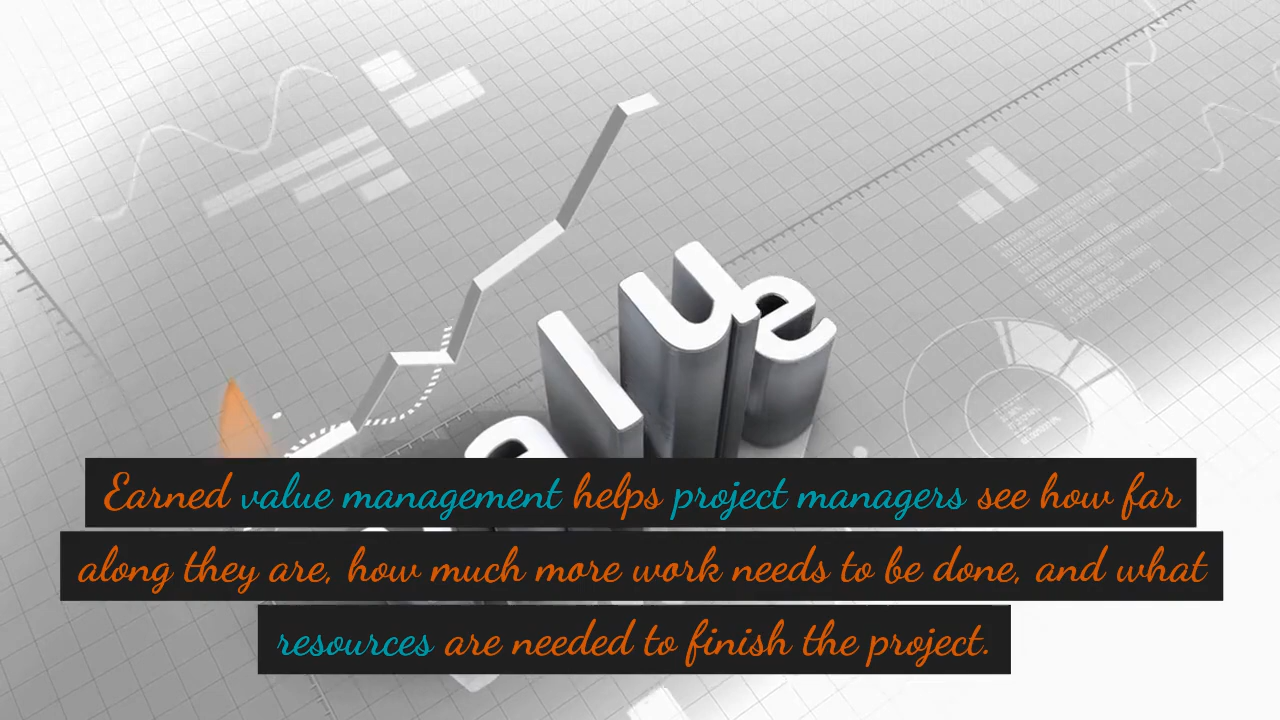 value
Earned value management helps project managers see how far
along they are, how much more work needs to be done, and what
resources are needed to finish the project.